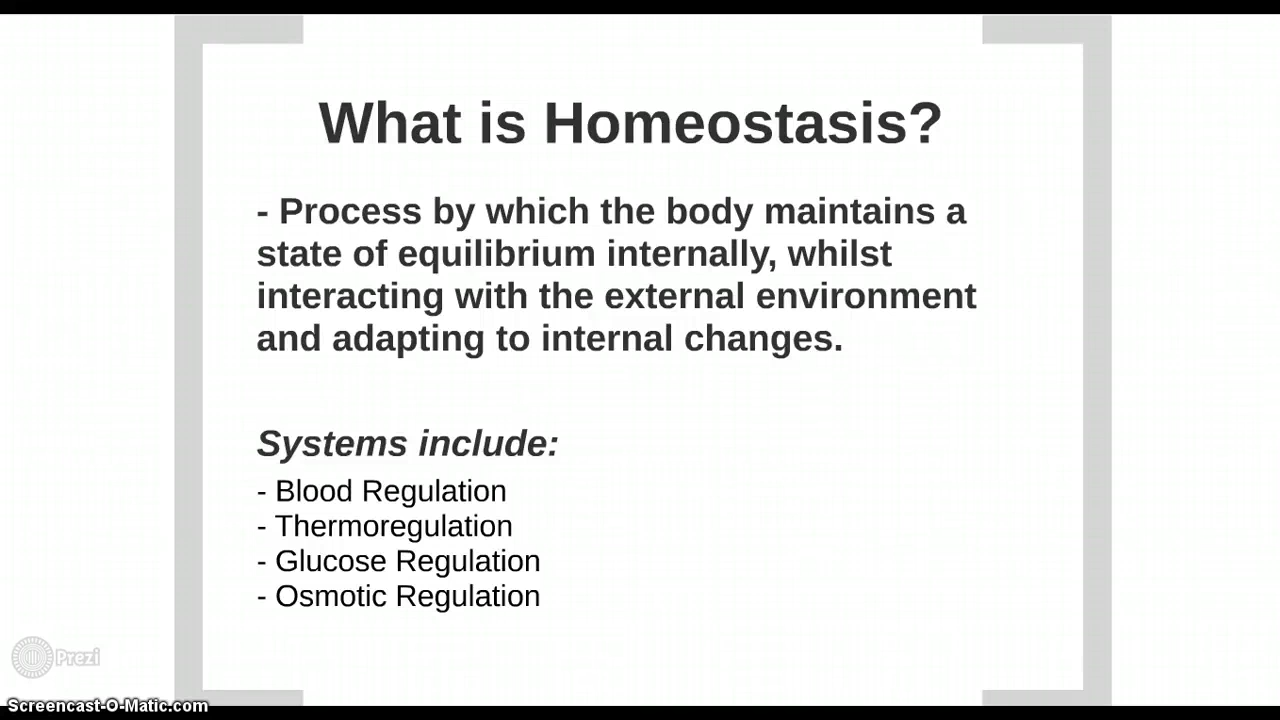 What is Homeostasis?
- Process by which the body maintains a
state of equilibrium internally, whilst
interacting with the external environment
and adapting to internal changes.
Systems include:
- Blood Regulation
- Thermoregulation
- Glucose Regulation
- Osmotic Regulation
Prezi
Screencast-O-Matic.com